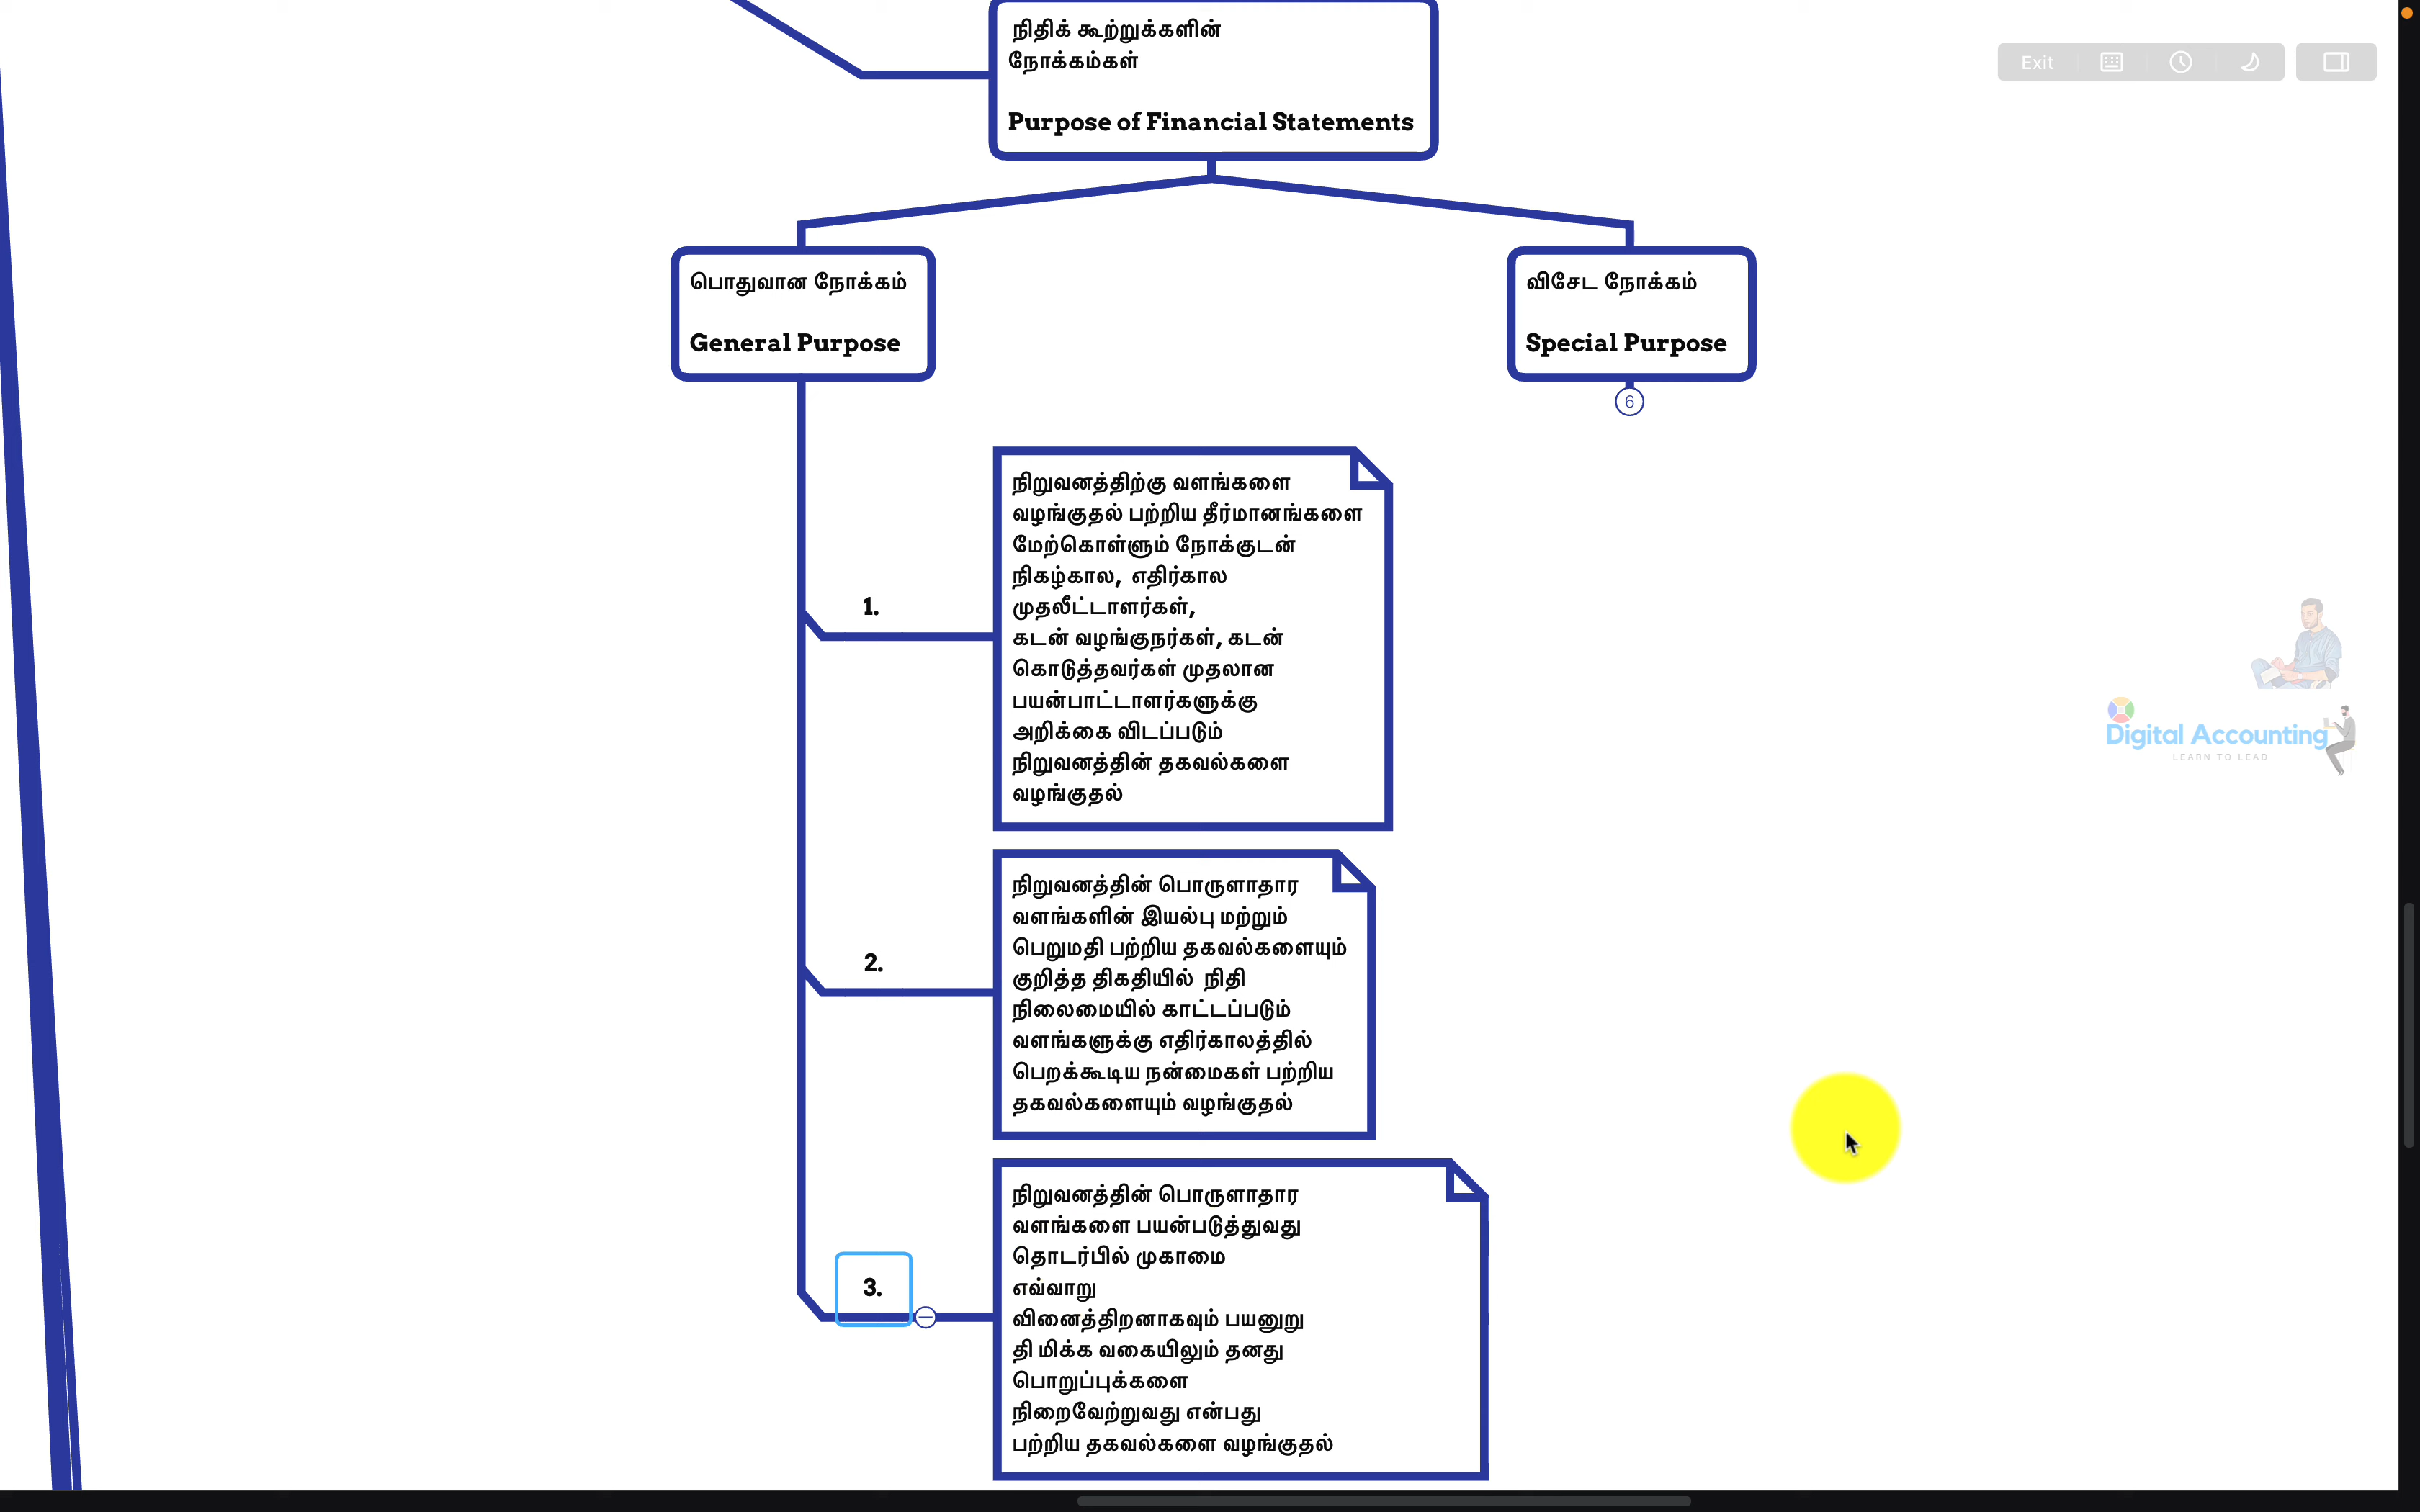 நிதிக் கூற்றுக்களின்
நோக்கம்கள்
Purpose of Financial Statements
Exit
பொதுவான நோக்கம்
General Purpose
விசேட நோக்கம்
Special Purpose
6
1.
நிறுவனத்திற்கு வளங்களை
வழங்குதல் பற்றிய தீர்மானங்களை
மேற்கொள்ளும் நோக்குடன்
நிகழ்கால, எதிர்கால
முதலீட்டாளர்கள்,
கடன் வழங்குநர்கள், கடன்
கொடுத்தவர்கள் முதலான
பயன்பாட்டாளர்களுக்கு
அறிக்கை விடப்படும்
நிறுவனத்தின் தகவல்களை
வழங்குதல்
2.
நிறுவனத்தின் பொருளாதார
வளங்களின் இயல்பு மற்றும்
பெறுமதி பற்றிய தகவல்களையும்
குறித்த திகதியில் நிதி
நிலைமையில் காட்டப்படும்
வளங்களுக்கு எதிர்காலத்தில்
பெறக்கூடிய நன்மைகள் பற்றிய
தகவல்களையும் வழங்குதல்
3.
நிறுவனத்தின் பொருளாதார
வளங்களை பயன்படுத்துவது
தொடர்பில் முகாமை
எவ்வாறு
வினைத்திறனாகவும் பயனுறு
தி மிக்க வகையிலும் தனது
பொறுப்புக்களை
நிறைவேற்றுவது என்பது
பற்றிய தகவல்களை வழங்குதல்
Digital Accounting
LEARN TO LEAD